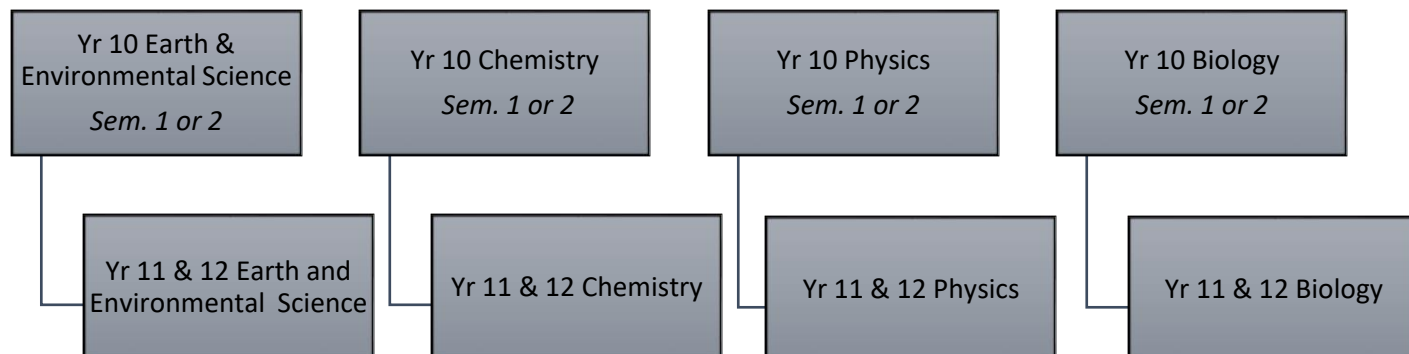 Yr 10 Earth &
Environmental Science
Sem. 1 or 2
Yr 10 Chemistry
Sem. 1 or 2
Yr 10 Physics
Sem. 1 or 2
Yr 10 Biology
Sem. 1 or 2
Yr 11 & 12 Earth and
Environmental Science
Yr 11 & 12 Chemistry
Yr 11 & 12 Physics
Yr 11 & 12 Biology